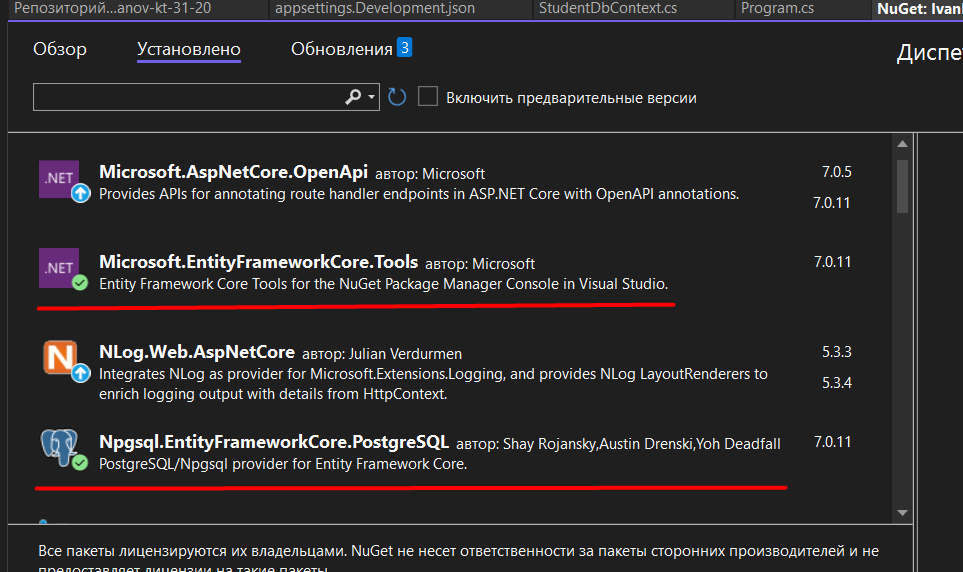 Репозиторий...anov-kt-31-20 appsettings.Development.json StudentDbContext.cs Program.cs NuGet: Ivan
Обзор Установлено Обновления 3 Диспе
Включить предварительные версии
.NET Microsoft.AspNetCore.OpenApi автор: Microsoft 7.0.5
Provides APIs for annotating route handler endpoints in ASP.NET Core with OpenAPI annotations.
7.0.11
.NET Microsoft.EntityFrameworkCore.Tools автор: Microsoft 7.0.11
Entity Framework Core Tools for the NuGet Package Manager Console in Visual Studio.
N NLog.Web.AspNetCore автор: Julian Verdurmen 5.3.3
Integrates NLog as provider for Microsoft.Extensions.Logging, and provides NLog LayoutRenderers to
5.3.4
enrich logging output with details from HttpContext.
Npgsql.EntityFrameworkCore.PostgreSQL автор: Shay Rojansky,Austin Drenski,Yoh Deadfall 7.0.11
PostgreSQL/Npgsql provider for Entity Framework Core.
Все пакеты лицензируются их владельцами. NuGet не несет ответственности за пакеты сторонних производителей и не
предоставляет лицензии на такие пакеты.